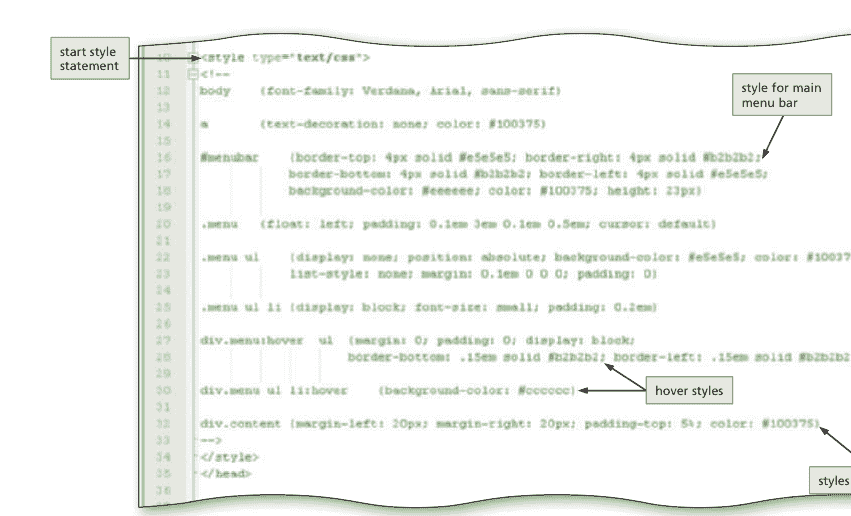 start style
statement
style for main
menu bar
10 <style type="text/css">
11 <!--
12 body {font-family: Verdana, Arial, sans-serif}
13
14 a {text-decoration: none; color: #100375}
15
16 #menubar {border-top: 4px solid #e5e5e5; border-right: 4px solid #b2b2b2;
17 border-bottom: 4px solid #b2b2b2; border-left: 4px solid #e5e5e5;
18 background-color: #eeeeee; color: #100375; height: 23px}
19
20 .menu {float: left; padding: 0.1em 3em 0.1em 0.5em; cursor: default}
21
22 .menu ul {display: none; position: absolute; background-color: #e5e5e5; color: #10037
23 list-style: none; margin: 0.1em 0 0 0; padding: 0}
24
25 .menu ul li {display: block; font-size: small; padding: 0.2em}
26
27 div.menu:hover ul {margin: 0; padding: 0; display: block;
28 border-bottom: .15em solid #b2b2b2; border-left: .15em solid #b2b2b2
29
hover styles
30 div.menu ul li:hover {background-color: #cccccc}
31
32 div.content {margin-left: 20px; margin-right: 20px; padding-top: 5%; color: #100375}
33 -->
34 </style>
35 </head>
36
styles